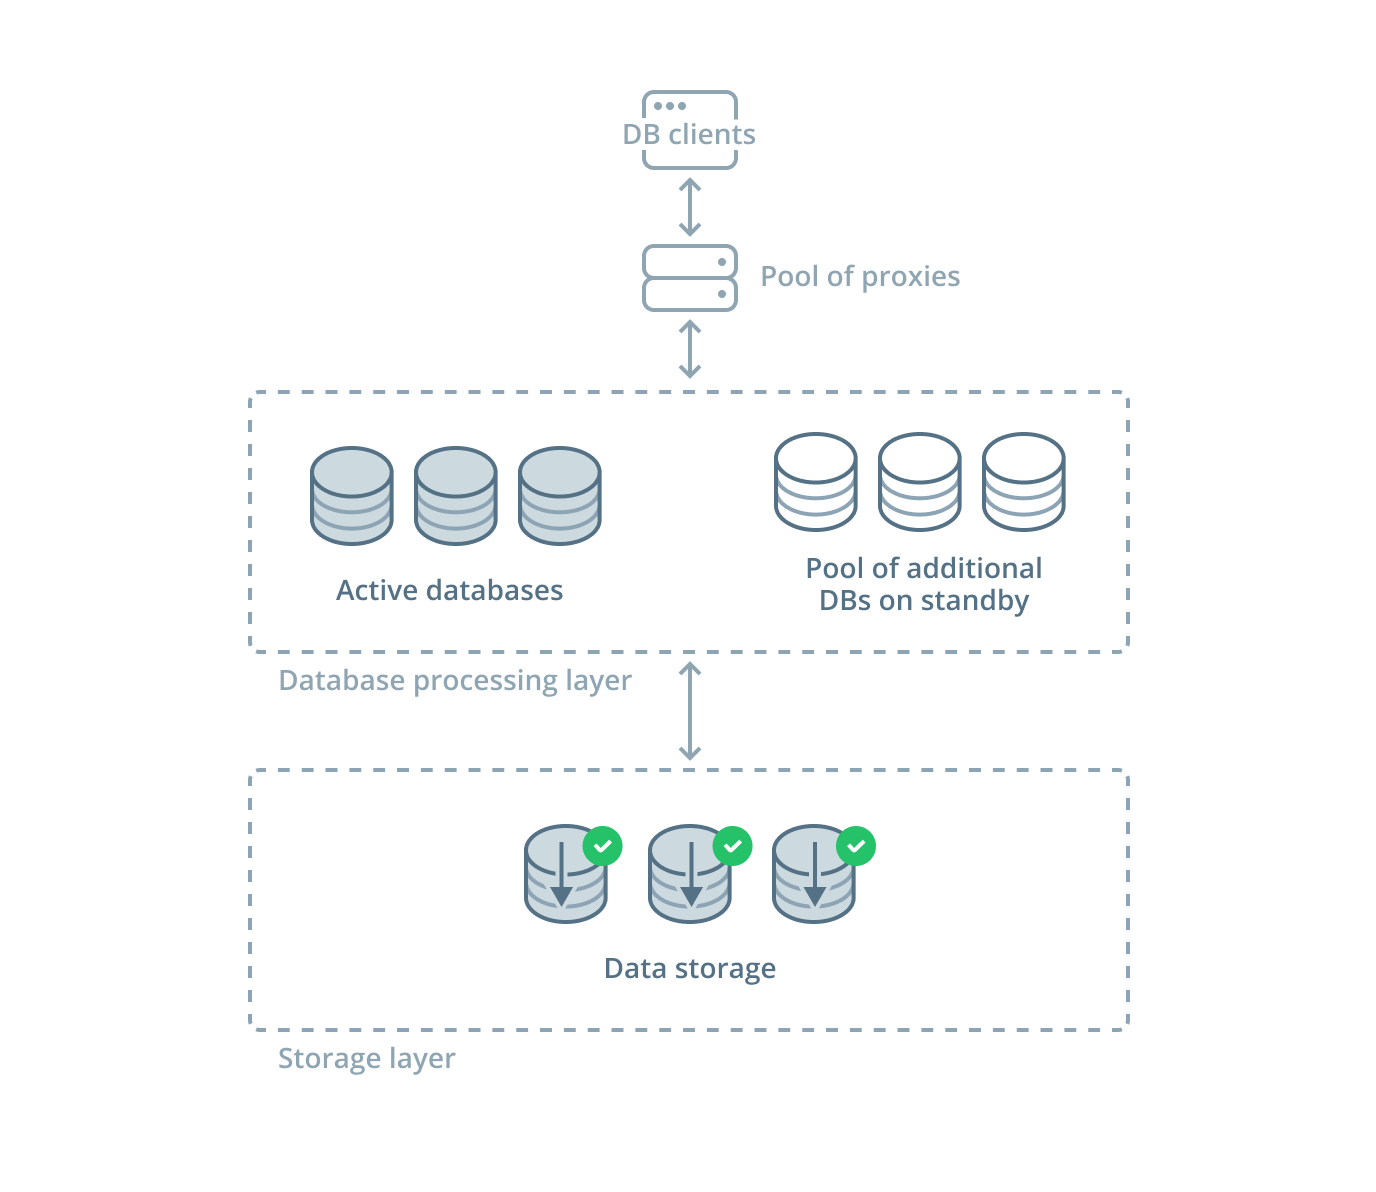 DB clients
Pool of proxies
Active databases
Pool of additional
DBs on standby
Database processing layer
Data storage
Storage layer